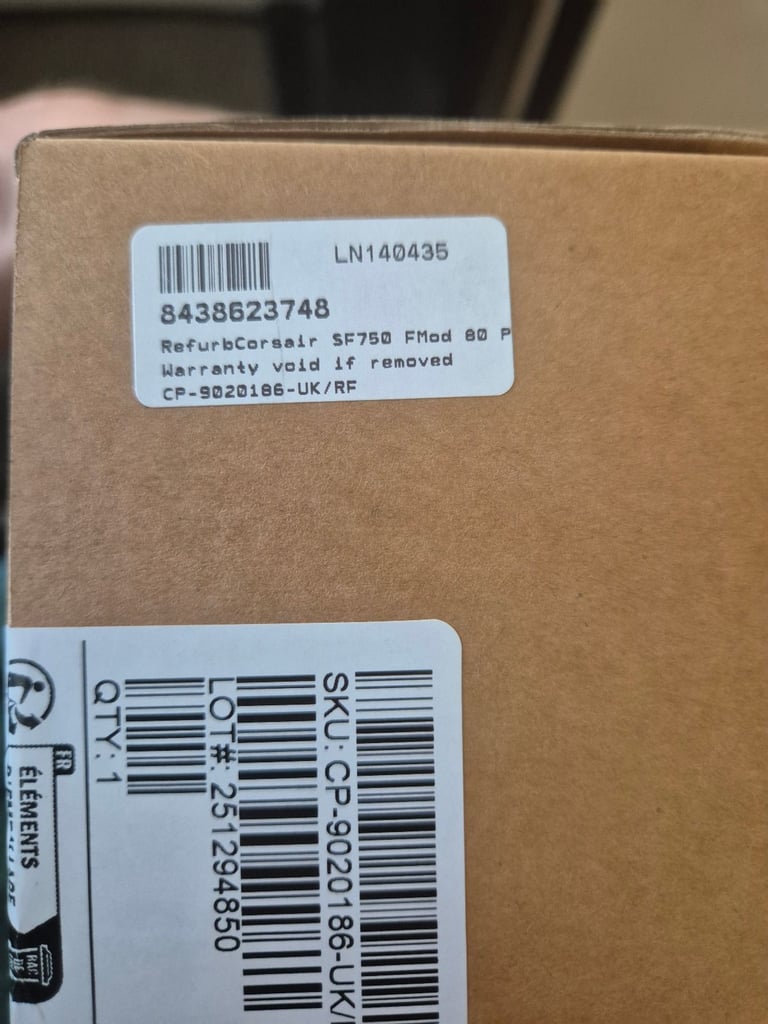 LN140435
8438623748
RefurbCorsair SF750 FMod 80 P
Warranty void if removed
CP-9020186-UK/RF
SKU: CP-9020186-UK/
LOT#: 251294850
QTY: 1
FR
ÉLÉMENTS